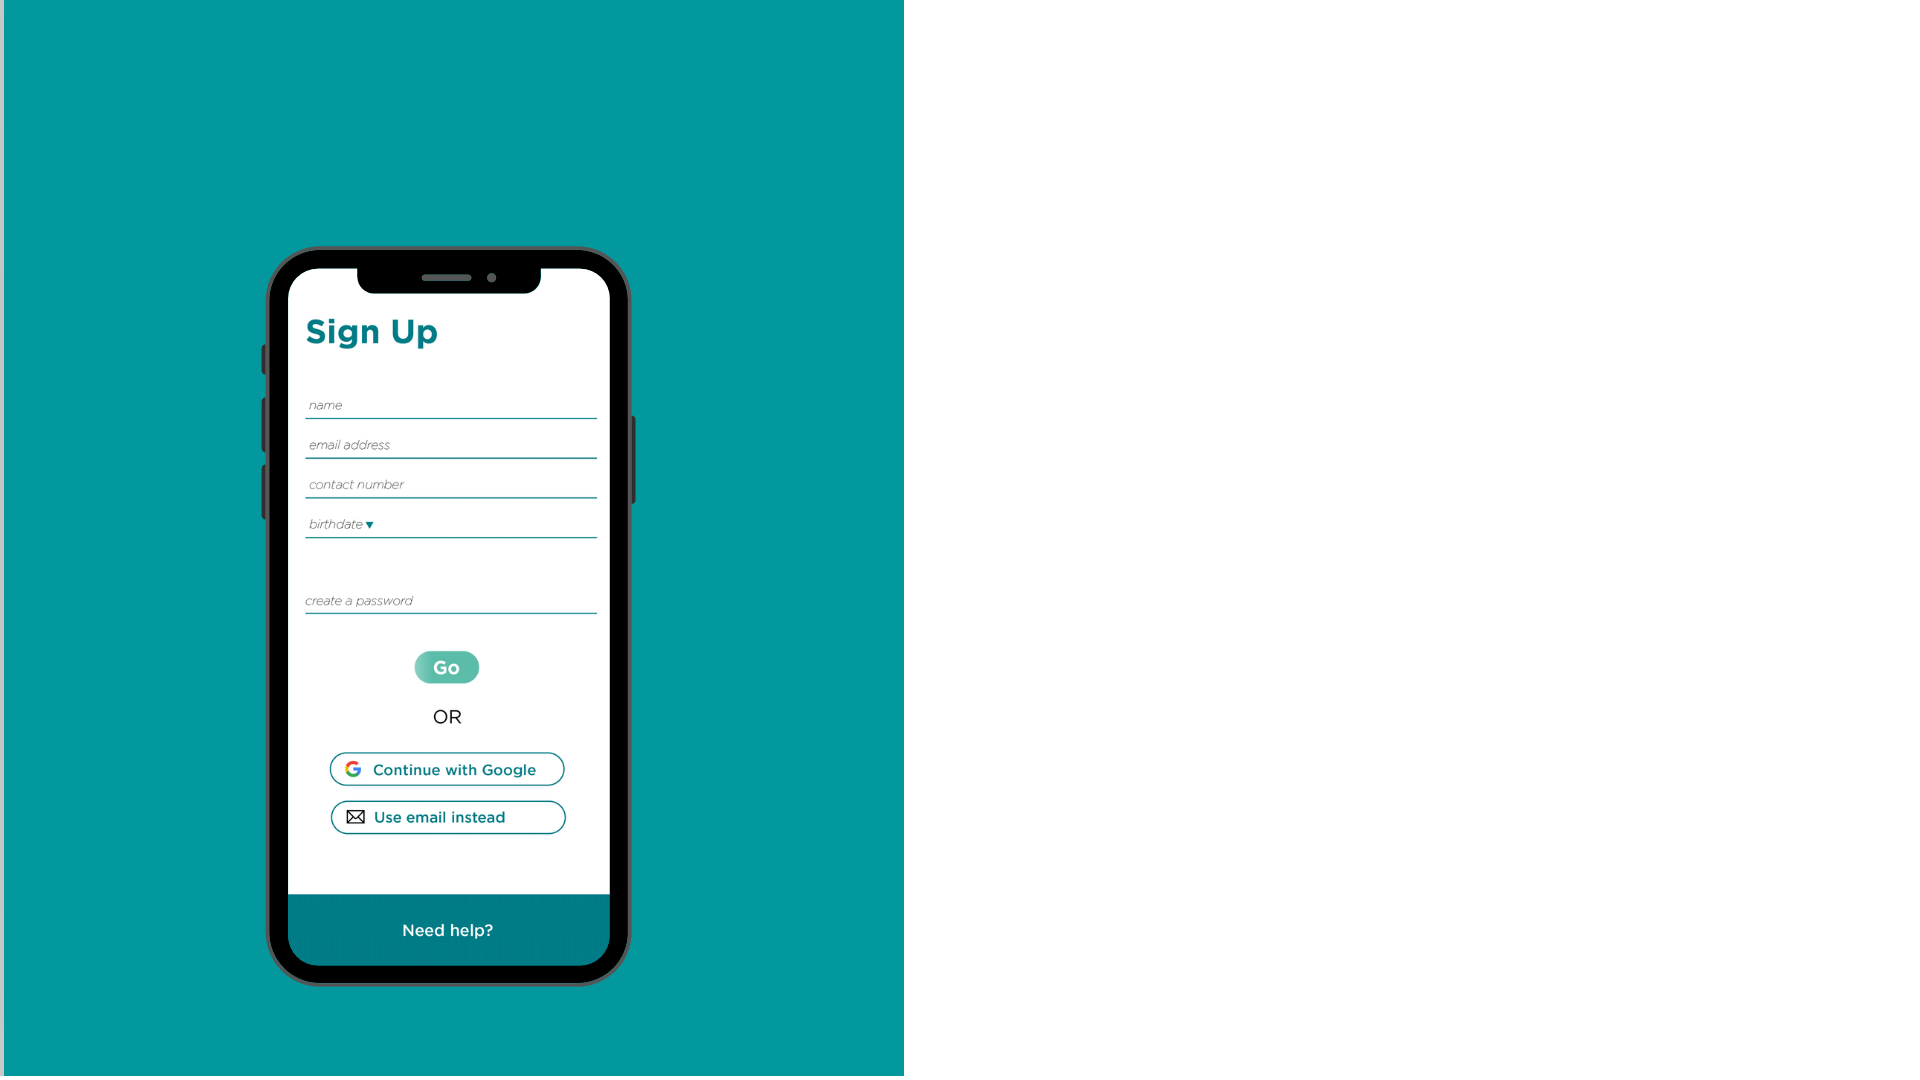 Sign Up
name
email address
contact number
birthdate
create a password
Go
OR
Continue with Google
Use email instead
Need help?